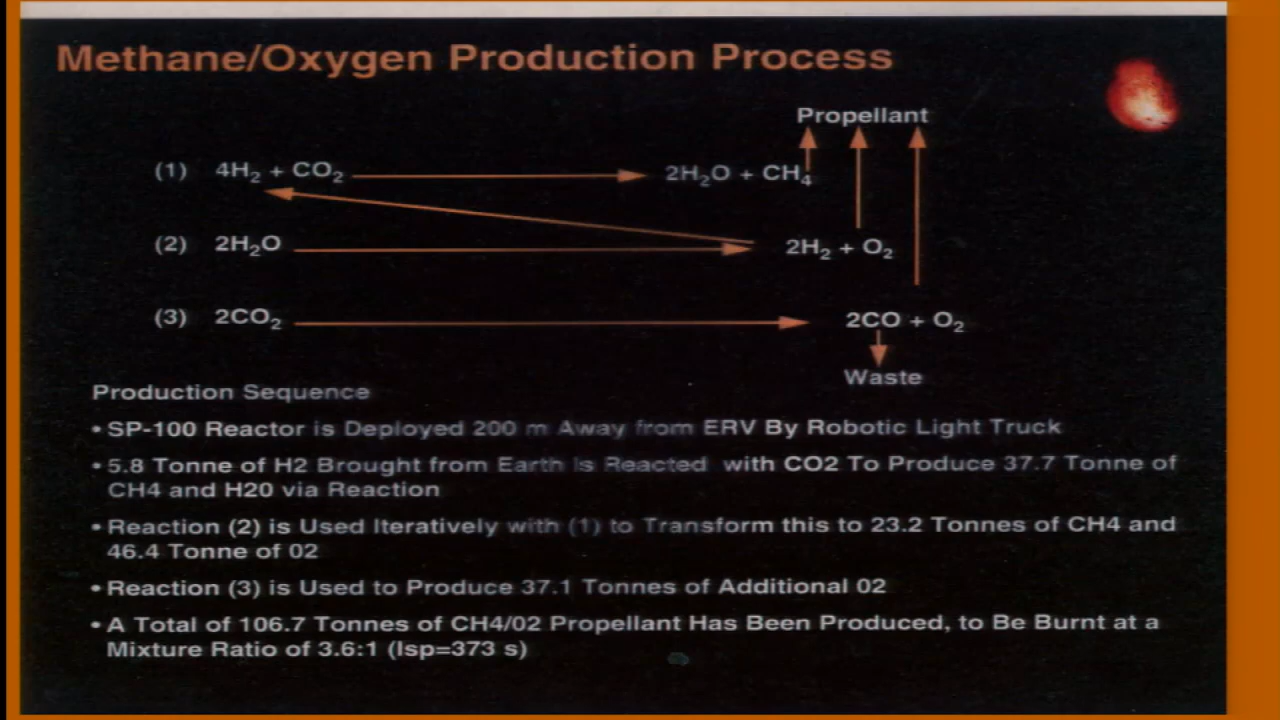 Methane/Oxygen Production Process
Propellant
(1) 4H₂ + CO₂ 2H₂O + CH₄
(2) 2H₂O 2H₂ + O₂
(3) 2CO₂ 2CO + O₂
Waste
Production Sequence
• SP-100 Reactor is Deployed 200 m Away from ERV By Robotic Light Truck
• 5.8 Tonne of H2 Brought from Earth is Reacted with CO2 To Produce 37.7 Tonne of
CH4 and H20 via Reaction
• Reaction (2) is Used Iteratively with (1) to Transform this to 23.2 Tonnes of CH4 and
46.4 Tonne of 02
• Reaction (3) is Used to Produce 37.1 Tonnes of Additional 02
• A Total of 106.7 Tonnes of CH4/02 Propellant Has Been Produced, to Be Burnt at a
Mixture Ratio of 3.6:1 (Isp=373 s)